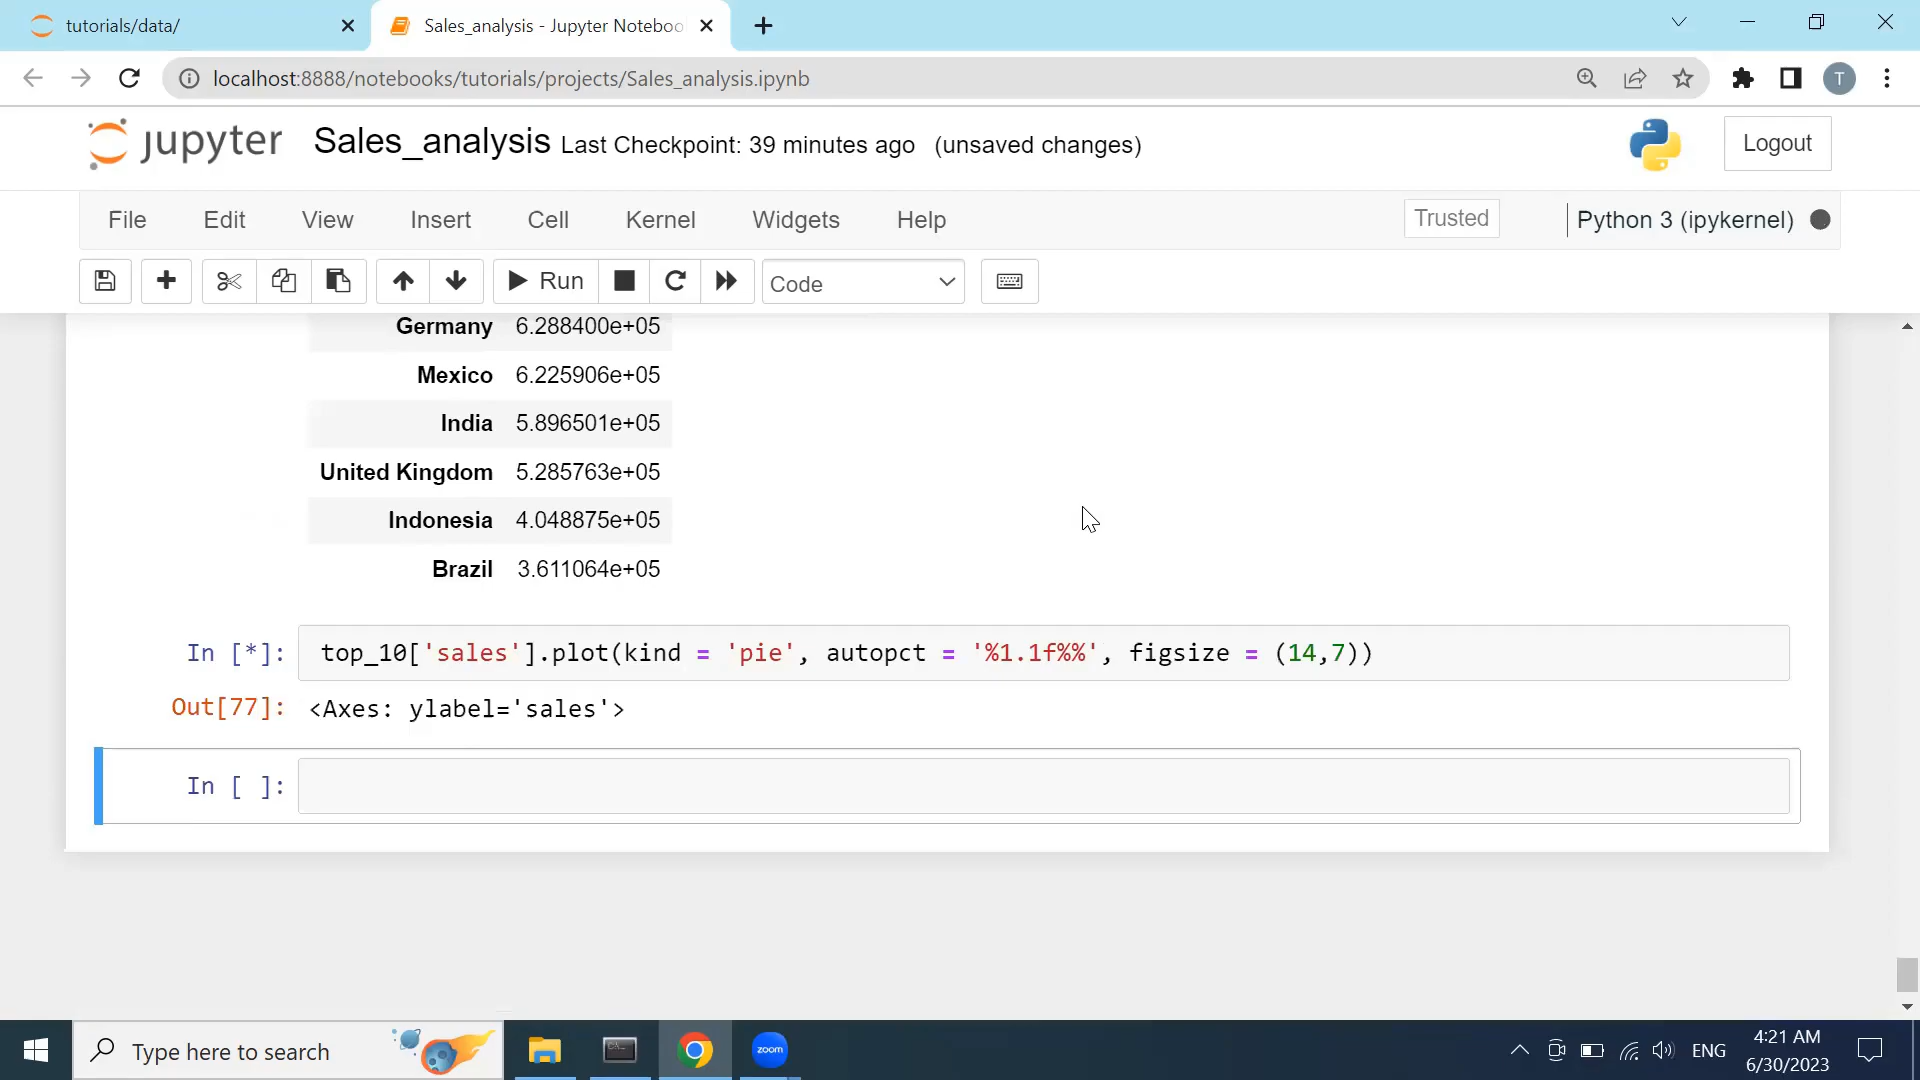 tutorials/data/
Sales_analysis - Jupyter Noteboo
localhost:8888/notebooks/tutorials/projects/Sales_analysis.ipynb
T
jupyter Sales_analysis Last Checkpoint: 39 minutes ago (unsaved changes)
Logout
File Edit View Insert Cell Kernel Widgets Help
Trusted
Python 3 (ipykernel)
Run
Code
Germany 6.288400e+05
Mexico 6.225906e+05
India 5.896501e+05
United Kingdom 5.285763e+05
Indonesia 4.048875e+05
Brazil 3.611064e+05
In [*]: top_10['sales'].plot(kind = 'pie', autopct = '%1.1f%%', figsize = (14,7))
Out[77]: <Axes: ylabel='sales'>
In [ ]:
Type here to search
zoom
ENG
4:21 AM
6/30/2023